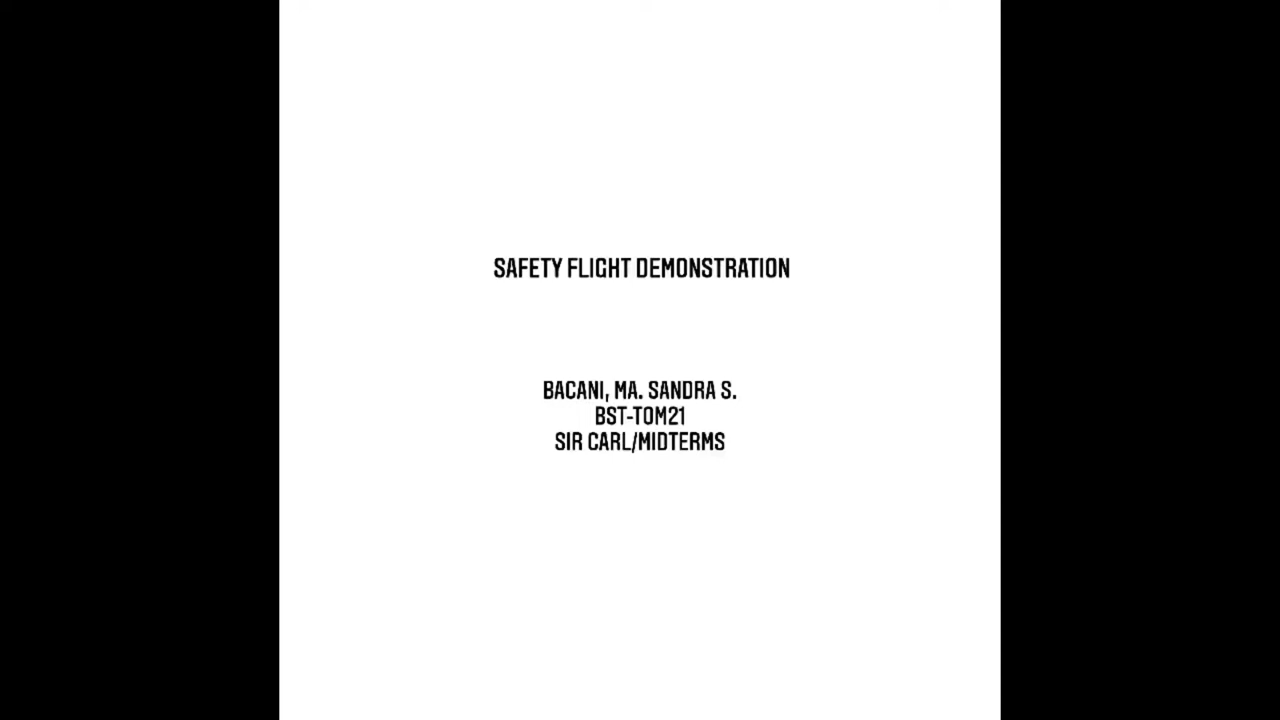 SAFETY FLIGHT DEMONSTRATION
BACANI, MA. SANDRA S.
BST-TOM21
SIR CARL/MIDTERMS